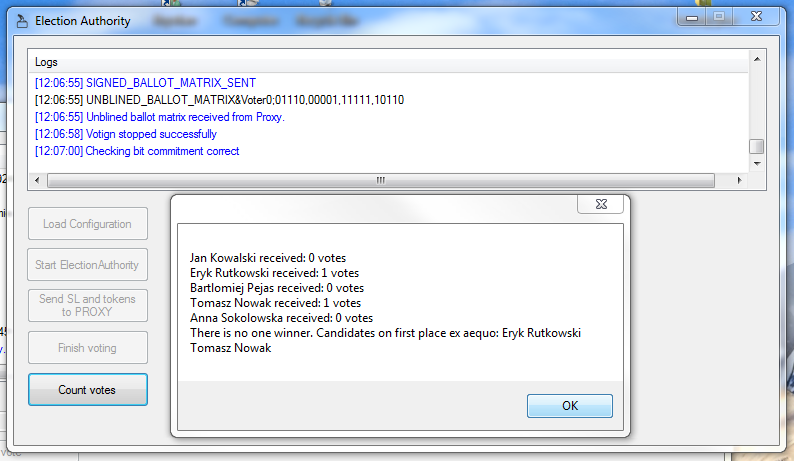 Election Authority
Logs
[12:06:55] SIGNED_BALLOT_MATRIX_SENT
[12:06:55] UNBLINED_BALLOT_MATRIX&Voter0;01110,00001,11111,10110
[12:06:55] Unblined ballot matrix received from Proxy.
[12:06:58] Votign stopped successfully
[12:07:00] Checking bit commitment correct
Load Configuration
Start ElectionAuthority
Send SL and tokens
to PROXY
Finish voting
Count votes
Jan Kowalski received: 0 votes
Eryk Rutkowski received: 1 votes
Bartlomiej Pejas received: 0 votes
Tomasz Nowak received: 1 votes
Anna Sokolowska received: 0 votes
There is no one winner. Candidates on first place ex aequo: Eryk Rutkowski
Tomasz Nowak
OK
vote